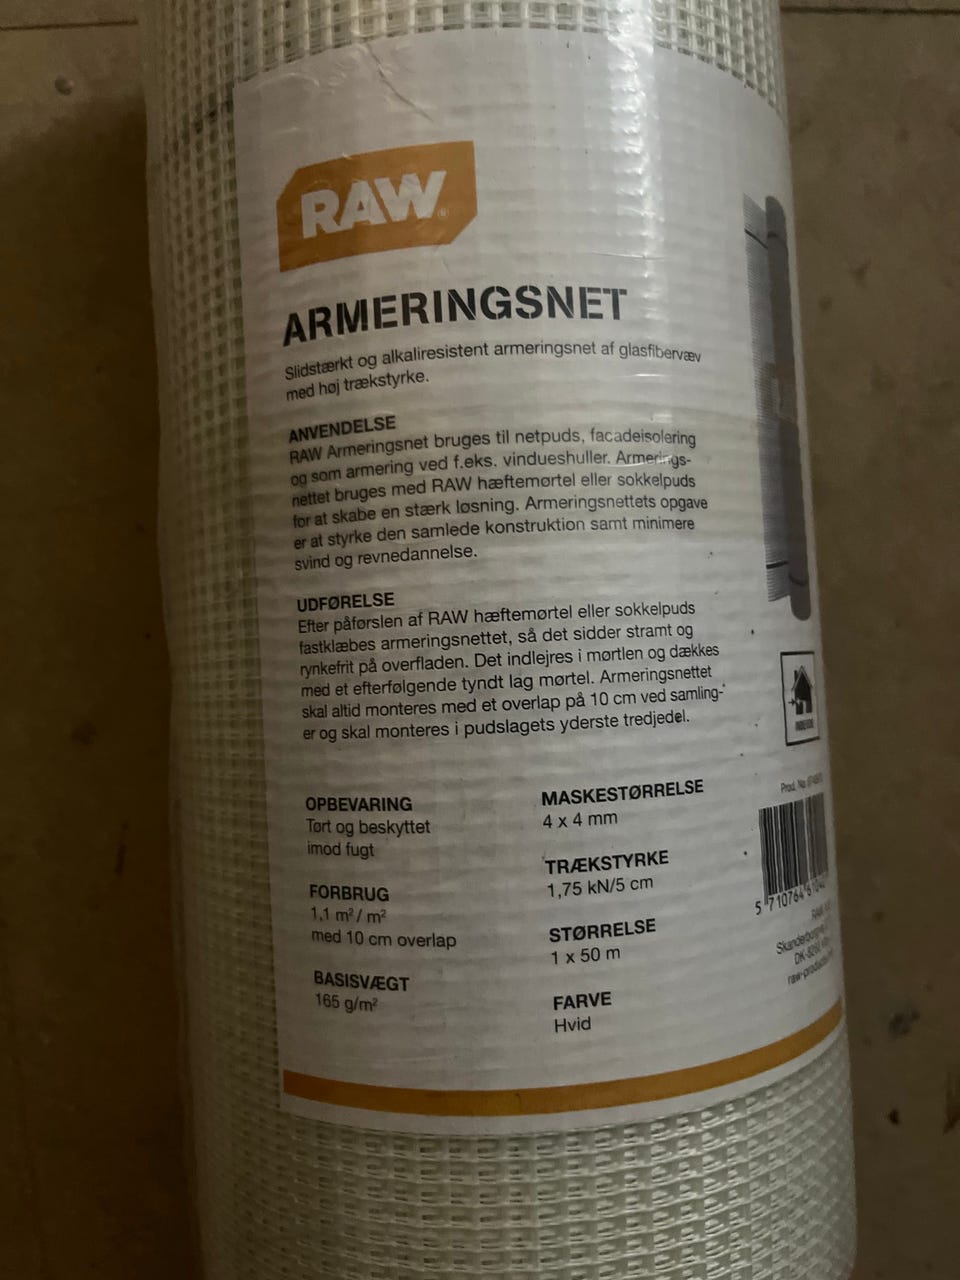 RAW®
ARMERINGSNET
Slidstærkt og alkaliresistent armeringsnet af glasfibervæv
med høj trækstyrke.
ANVENDELSE
RAW Armeringsnet bruges til netpuds, facadeisolering
og som armering ved f.eks. vindueshuller. Armerings-
nettet bruges med RAW hæftemørtel eller sokkelpuds
for at skabe en stærk løsning. Armeringsnettets opgave
er at styrke den samlede konstruktion samt minimere
svind og revnedannelse.
UDFØRELSE
Efter påførslen af RAW hæftemørtel eller sokkelpuds
fastklæbes armeringsnettet, så det sidder stramt og
rynkefrit på overfladen. Det indlejres i mørtlen og dækkes
med et efterfølgende tyndt lag mørtel. Armeringsnettet
skal altid monteres med et overlap på 10 cm ved samling-
er og skal monteres i pudslagets yderste tredjedel.
OPBEVARING
Tørt og beskyttet
imod fugt
FORBRUG
1,1 m²/ m²
med 10 cm overlap
BASISVÆGT
165 g/m²
MASKESTØRRELSE
4 x 4 mm
TRÆKSTYRKE
1,75 kN/5 cm
STØRRELSE
1 x 50 m
FARVE
Hvid
Prod. No.
5 710764
RAW